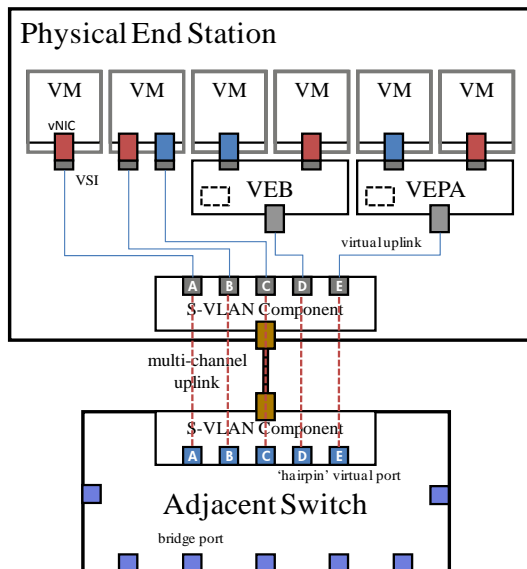 Physical End Station
VM VM VM VM VM VM
vNIC
VSI
VEB VEPA
virtual uplink
A B C D E
S-VLAN Component
multi-channel
uplink
S-VLAN Component
A B C D E
‘hairpin’ virtual port
Adjacent Switch
bridge port